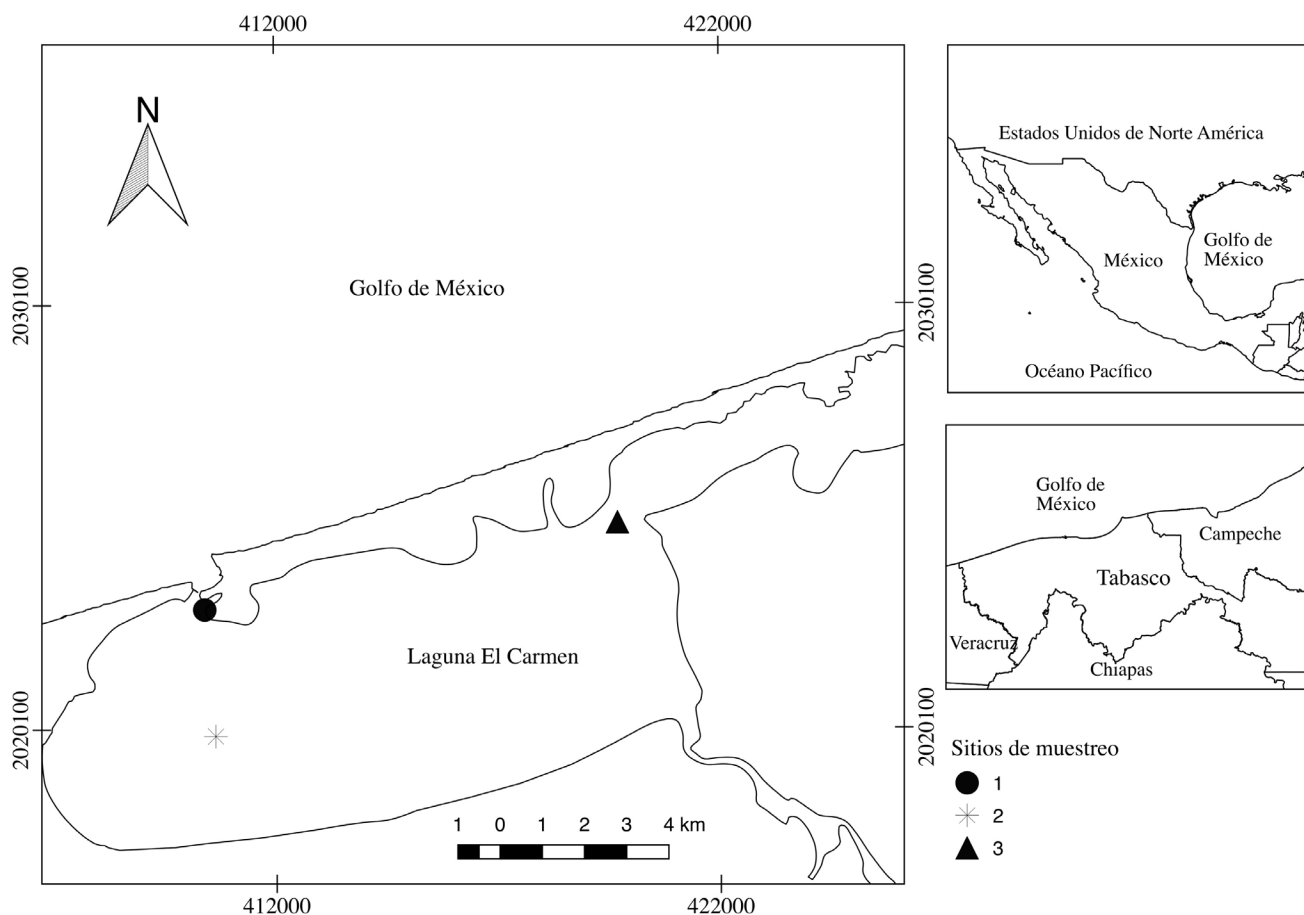 412000
422000
N
2030100
2030100
Golfo de México
Laguna El Carmen
2020100
2020100
1 0 1 2 3 4 km
412000
422000
Estados Unidos de Norte América
Golfo de
México
México
Océano Pacífico
Golfo de
México
Campeche
Tabasco
Veracruz
Chiapas
Sitios de muestreo
1
2
3